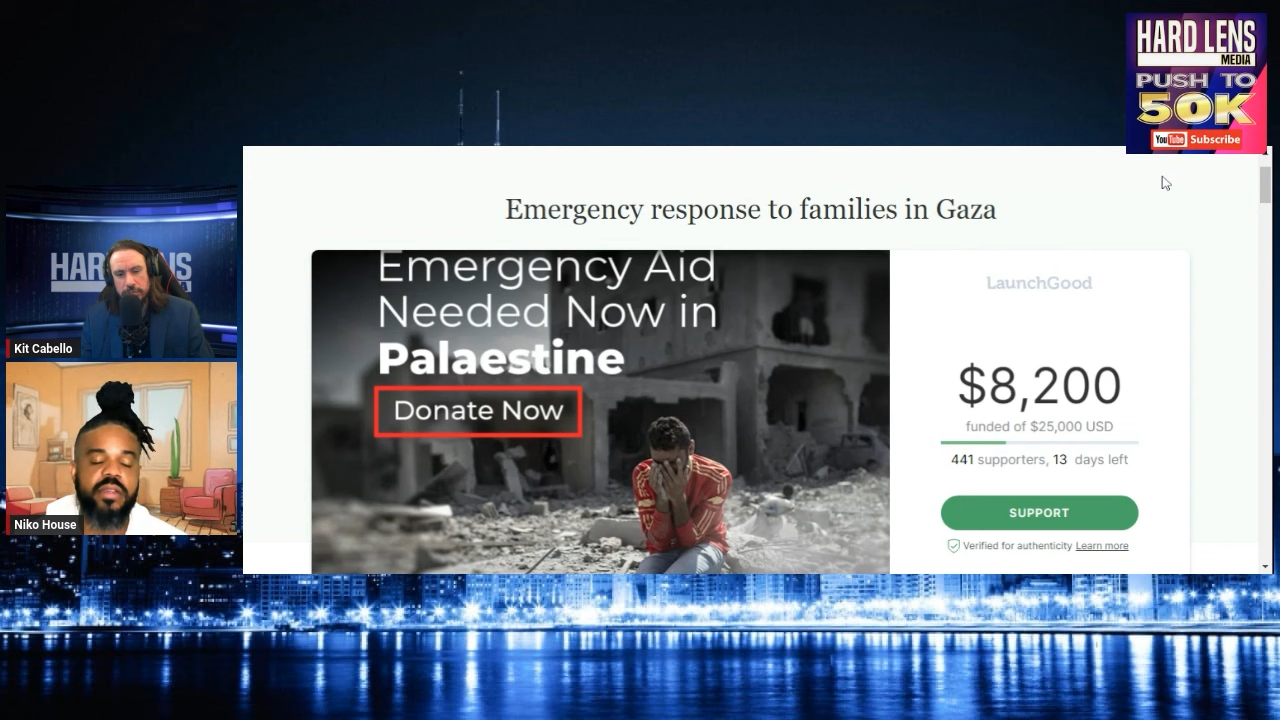 HARD LENS
MEDIA
PUSH TO
50K
YouTube Subscribe
Emergency response to families in Gaza
Emergency Aid
Needed Now in
Palaestine
Donate Now
LaunchGood
$8,200
funded of $25,000 USD
441 supporters, 13 days left
SUPPORT
Verified for authenticity Learn more
Kit Cabello
Niko House